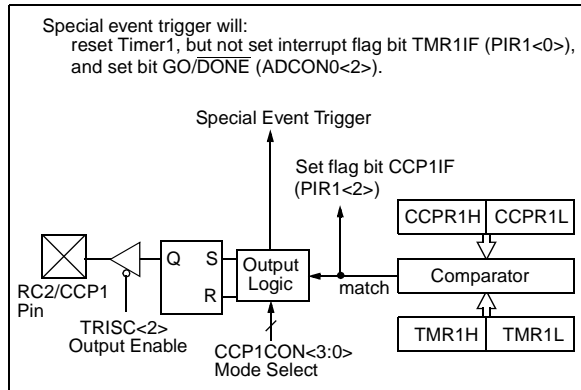 Special event trigger will:
reset Timer1, but not set interrupt flag bit TMR1IF (PIR1<0>),
and set bit GO/DONE (ADCON0<2>).
Special Event Trigger
Set flag bit CCP1IF
(PIR1<2>)
CCPR1H CCPR1L
Q S Output
Logic
R
match
Comparator
RC2/CCP1
Pin
TRISC<2>
Output Enable
CCP1CON<3:0>
Mode Select
TMR1H TMR1L